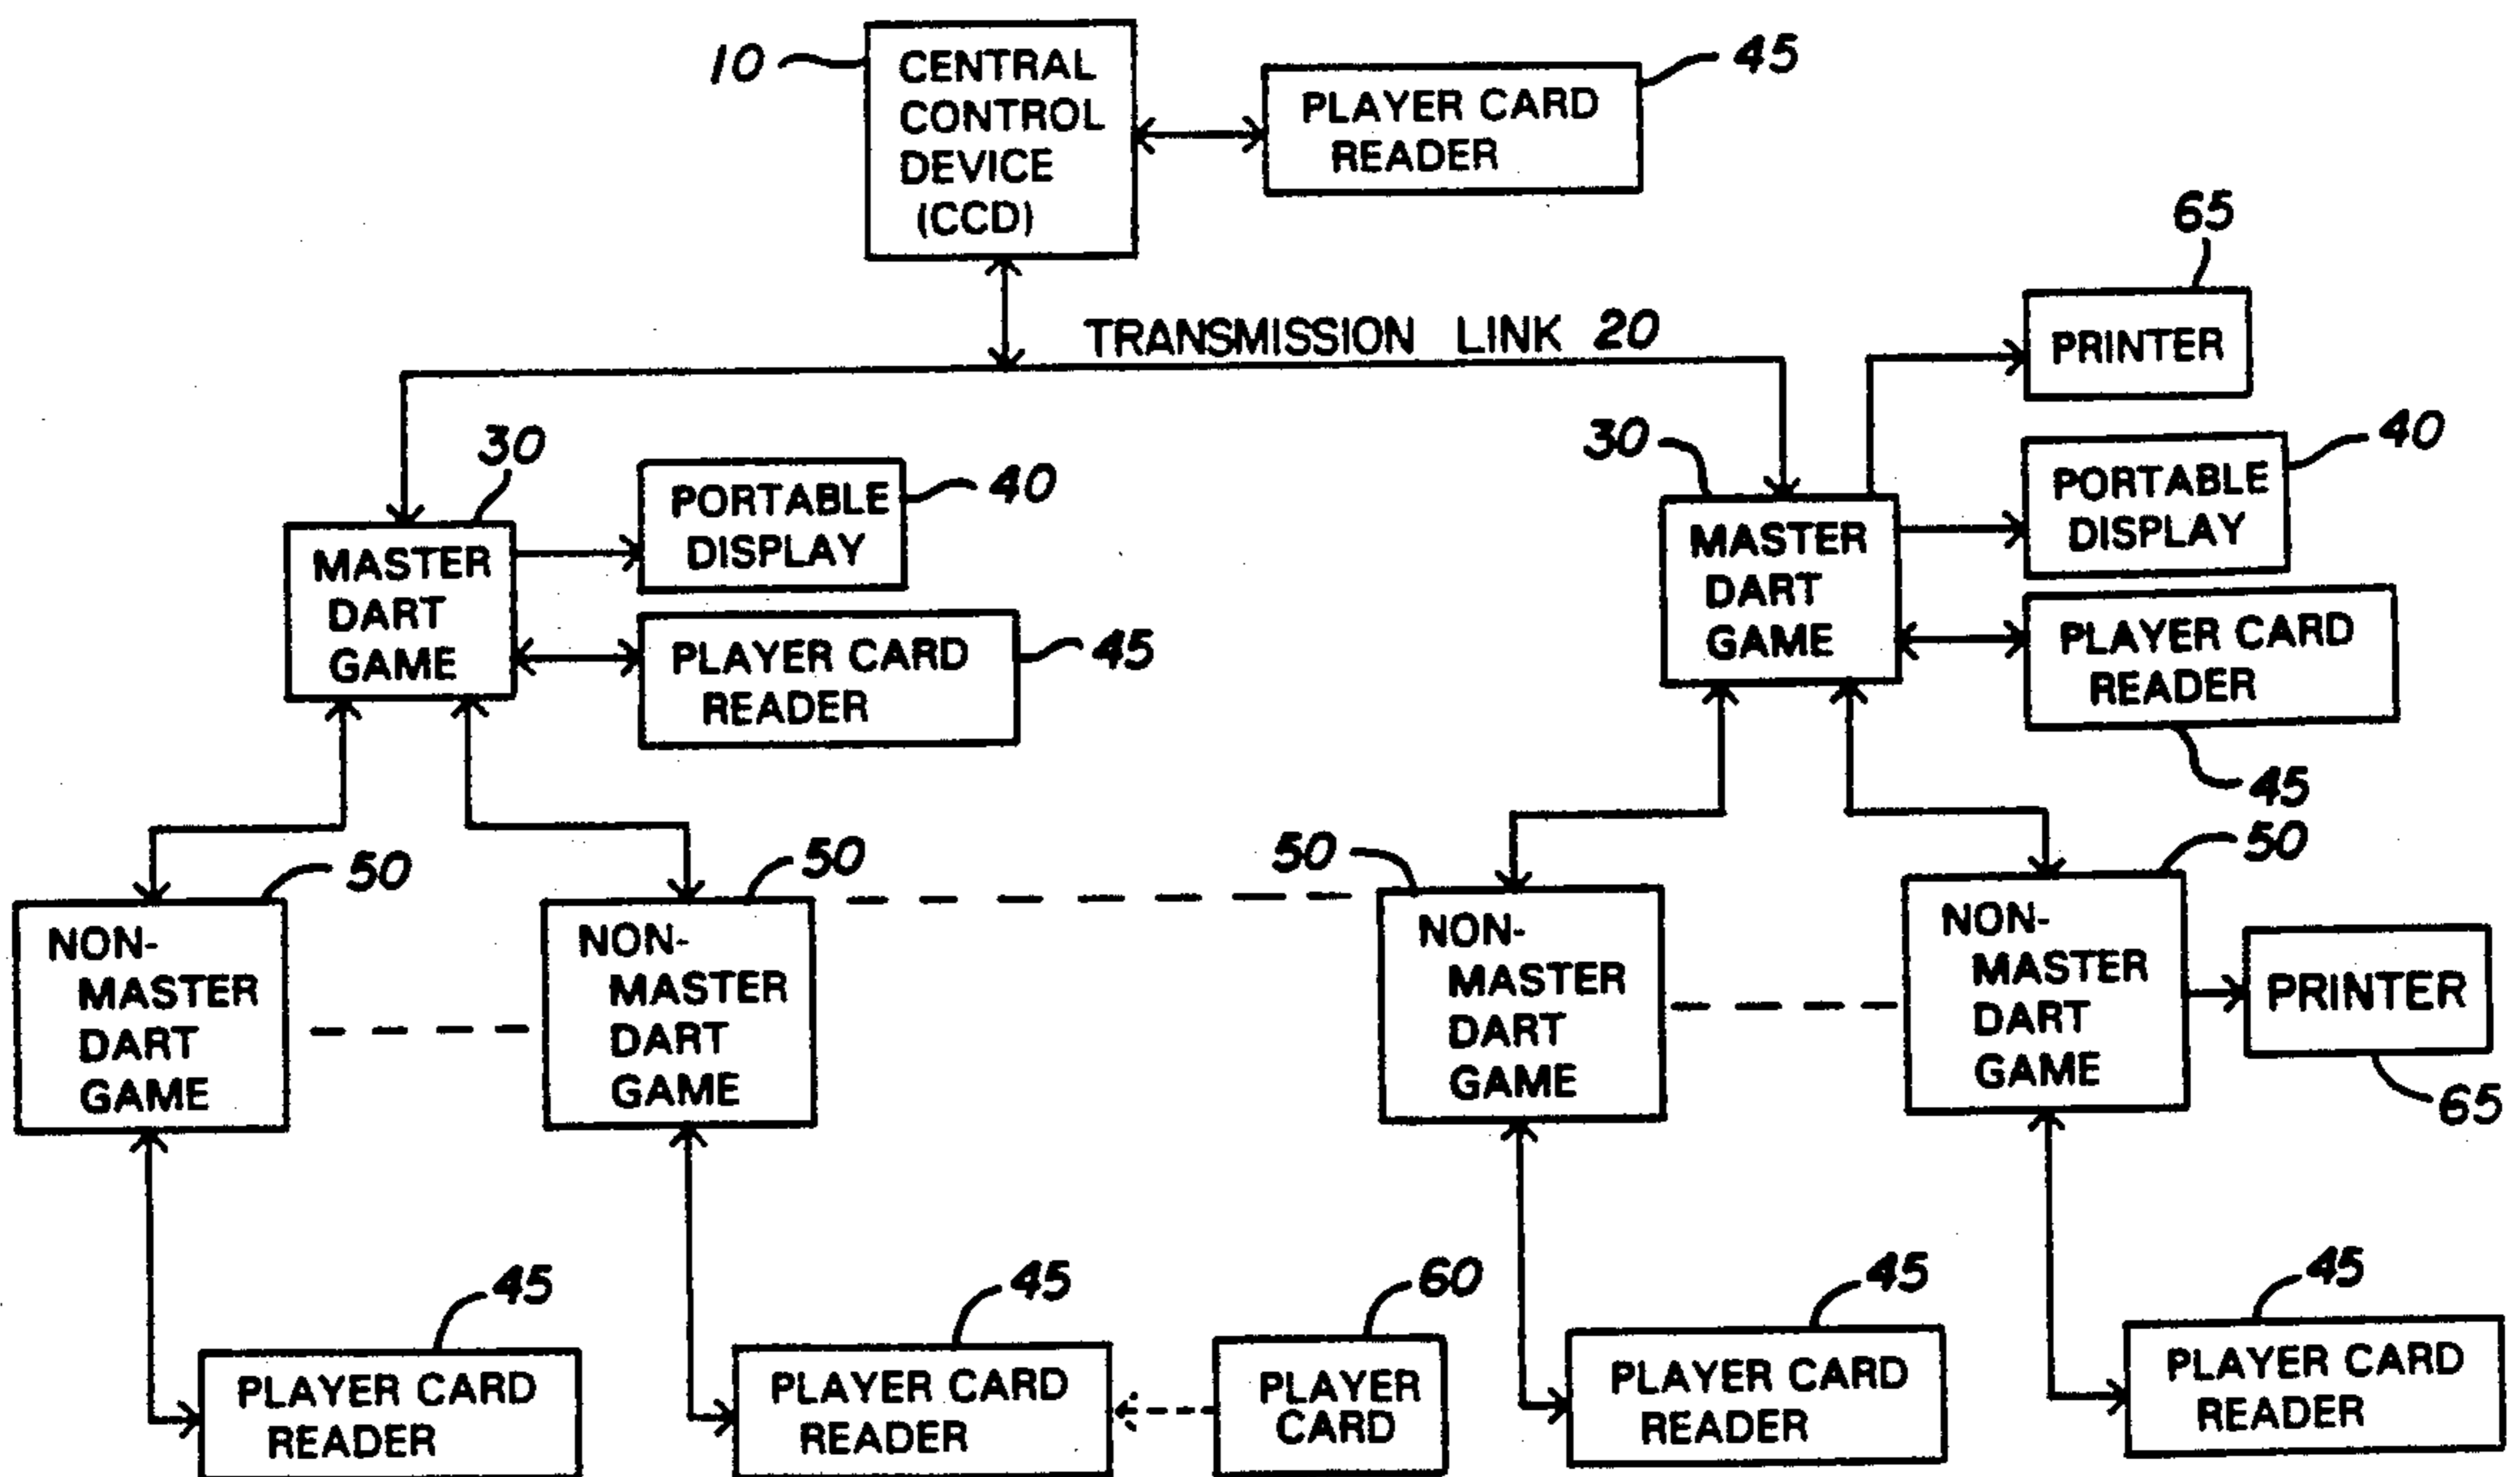 10
CENTRAL
CONTROL
DEVICE
(CCD)
PLAYER CARD
READER
45
TRANSMISSION LINK 20
65
PRINTER
30
MASTER
DART
GAME
PORTABLE
DISPLAY
40
PLAYER CARD
READER
45
30
MASTER
DART
GAME
PORTABLE
DISPLAY
40
PLAYER CARD
READER
45
50
NON-
MASTER
DART
GAME
50
NON-
MASTER
DART
GAME
50
NON-
MASTER
DART
GAME
50
NON-
MASTER
DART
GAME
PRINTER
65
45
PLAYER CARD
READER
45
PLAYER CARD
READER
60
PLAYER
CARD
45
PLAYER CARD
READER
45
PLAYER CARD
READER